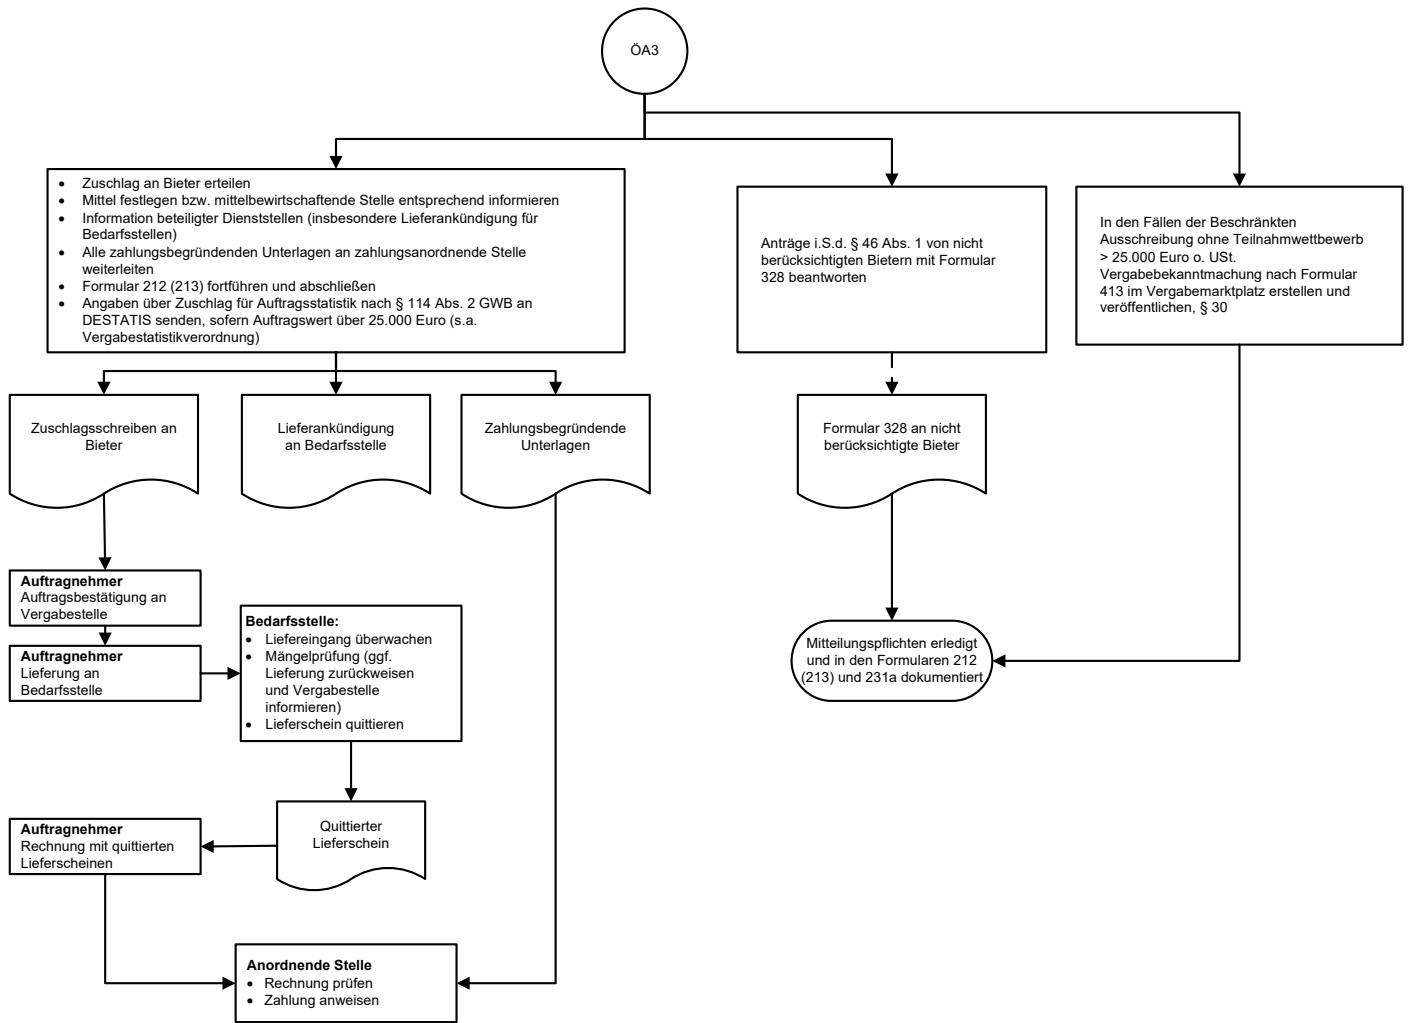 ÖA3
• Zuschlag an Bieter erteilen
• Mittel festlegen bzw. mittelbewirtschaftende Stelle entsprechend informieren
• Information beteiligter Dienststellen (insbesondere Lieferankündigung für
Bedarfsstellen)
• Alle zahlungsbegründenden Unterlagen an zahlungsanordnende Stelle
weiterleiten
• Formular 212 (213) fortführen und abschließen
• Angaben über Zuschlag für Auftragsstatistik nach § 114 Abs. 2 GWB an
DESTATIS senden, sofern Auftragswert über 25.000 Euro (s.a.
Vergabestatistikverordnung)
Anträge i.S.d. § 46 Abs. 1 von nicht
berücksichtigten Bietern mit Formular
328 beantworten
In den Fällen der Beschränkten
Ausschreibung ohne Teilnahmwettbewerb
> 25.000 Euro o. USt.
Vergabebekanntmachung nach Formular
413 im Vergabemarktplatz erstellen und
veröffentlichen, § 30
Zuschlagsschreiben an
Bieter
Lieferankündigung
an Bedarfsstelle
Zahlungsbegründende
Unterlagen
Formular 328 an nicht
berücksichtigte Bieter
Auftragnehmer
Auftragsbestätigung an
Vergabestelle
Auftragnehmer
Lieferung an
Bedarfsstelle
Bedarfsstelle:
• Liefereingang überwachen
• Mängelprüfung (ggf.
Lieferung zurückweisen
und Vergabestelle
informieren)
• Lieferschein quittieren
Mitteilungspflichten erledigt
und in den Formularen 212
(213) und 231a dokumentiert
Quittierter
Lieferschein
Auftragnehmer
Rechnung mit quittierten
Lieferscheinen
Anordnende Stelle
• Rechnung prüfen
• Zahlung anweisen